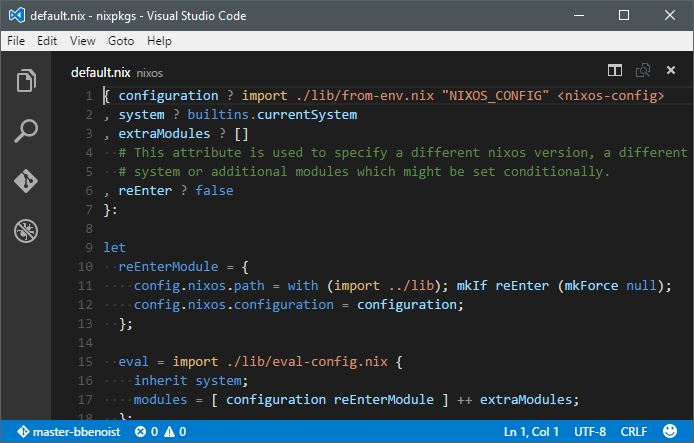 default.nix - nixpkgs - Visual Studio Code
File Edit View Goto Help
default.nix nixos
1 { configuration ? import ./lib/from-env.nix "NIXOS_CONFIG" <nixos-config>
2 , system ? builtins.currentSystem
3 , extraModules ? []
4 # This attribute is used to specify a different nixos version, a different
5 # system or additional modules which might be set conditionally.
6 , reEnter ? false
7 }:
8
9 let
10 reEnterModule = {
11 config.nixos.path = with (import ../lib); mkIf reEnter (mkForce null);
12 config.nixos.configuration = configuration;
13 };
14
15 eval = import ./lib/eval-config.nix {
16 inherit system;
17 modules = [ configuration reEnterModule ] ++ extraModules;
18 };
master-bbenoist 0 0 Ln 1, Col 1 UTF-8 CRLF